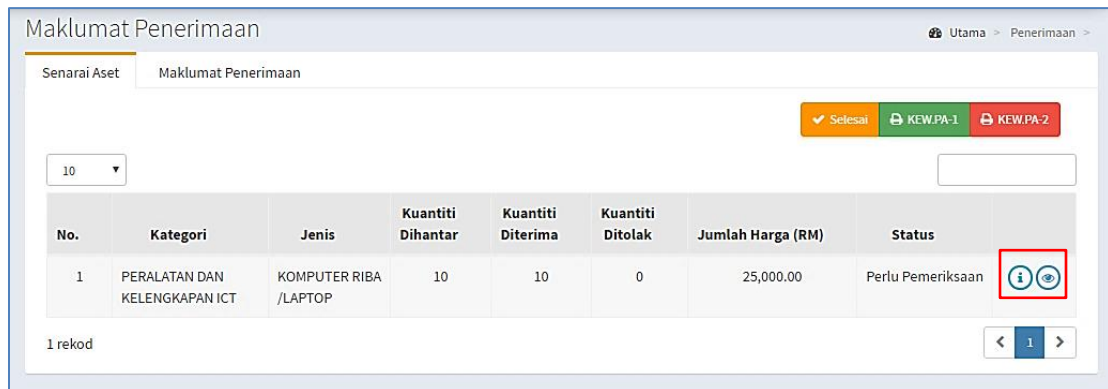 Maklumat Penerimaan
Utama > Penerimaan >
Senarai Aset Maklumat Penerimaan
Selesai KEW.PA-1 KEW.PA-2
10
No. Kategori Jenis Kuantiti Dihantar Kuantiti Diterima Kuantiti Ditolak Jumlah Harga (RM) Status
1 PERALATAN DAN KELENGKAPAN ICT KOMPUTER RIBA /LAPTOP 10 10 0 25,000.00 Perlu Pemeriksaan
1 rekod
< 1 >